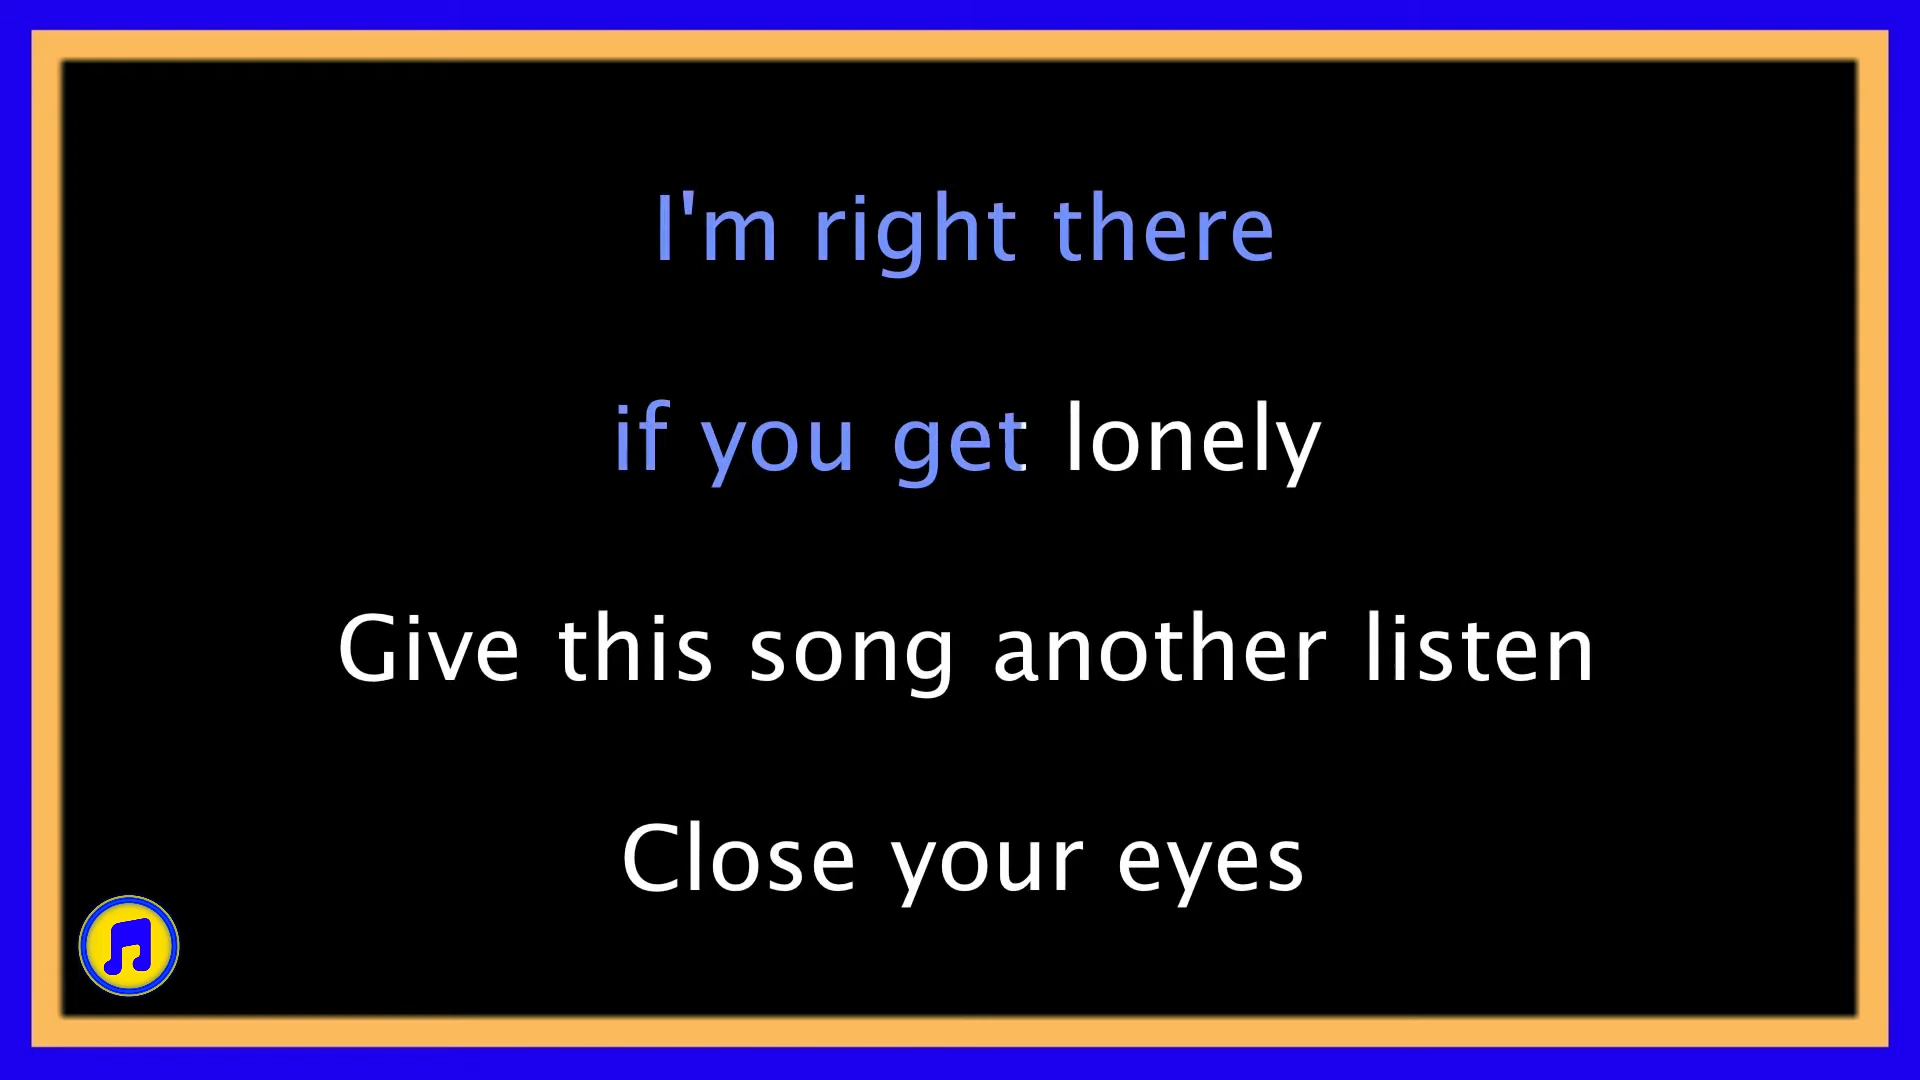 I'm right there
if you get lonely
Give this song another listen
Close your eyes